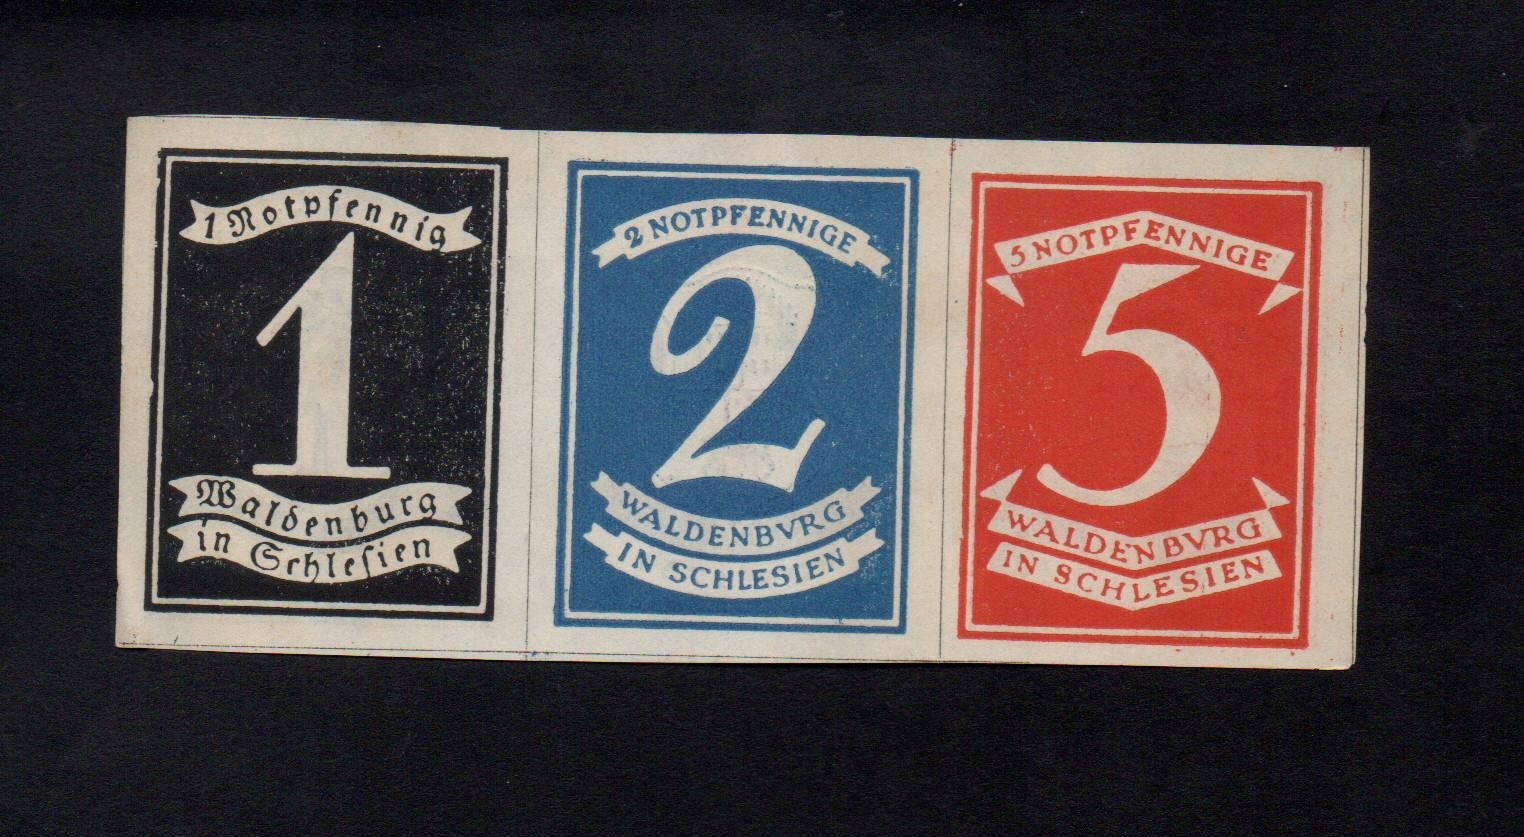 1 Notpfennig
1
Waldenburg
in Schleſien
2 NOTPFENNIGE
2
WALDENBVRG
IN SCHLESIEN
5 NOTPFENNIGE
5
WALDENBVRG
IN SCHLESIEN